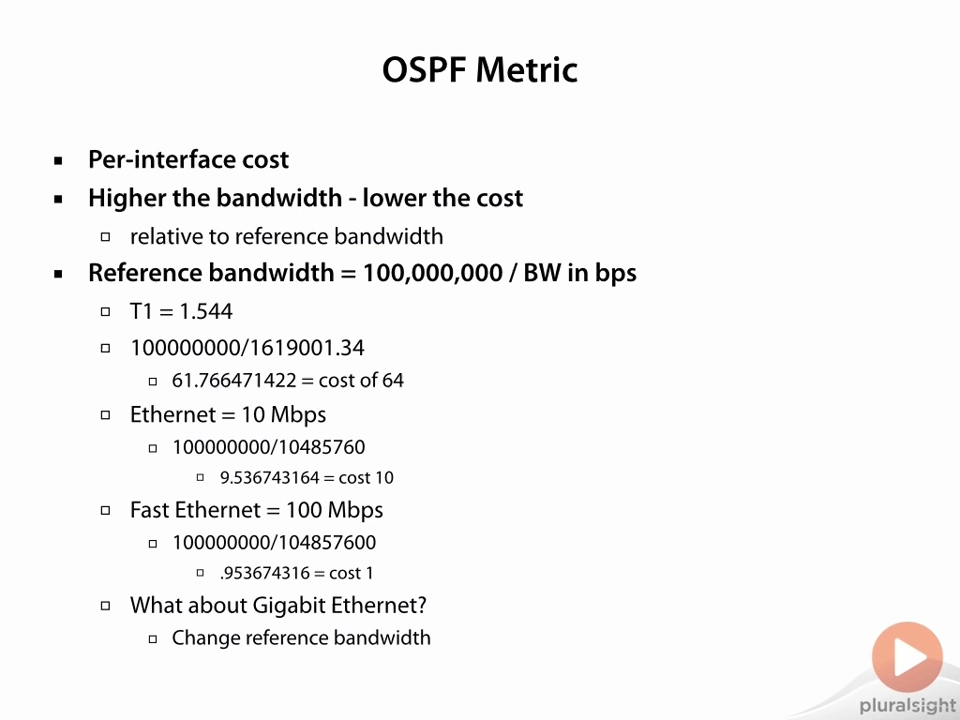 OSPF Metric
Per-interface cost
Higher the bandwidth - lower the cost
relative to reference bandwidth
Reference bandwidth = 100,000,000 / BW in bps
T1 = 1.544
100000000/1619001.34
61.766471422 = cost of 64
Ethernet = 10 Mbps
100000000/10485760
9.536743164 = cost 10
Fast Ethernet = 100 Mbps
100000000/104857600
.953674316 = cost 1
What about Gigabit Ethernet?
Change reference bandwidth
pluralsight